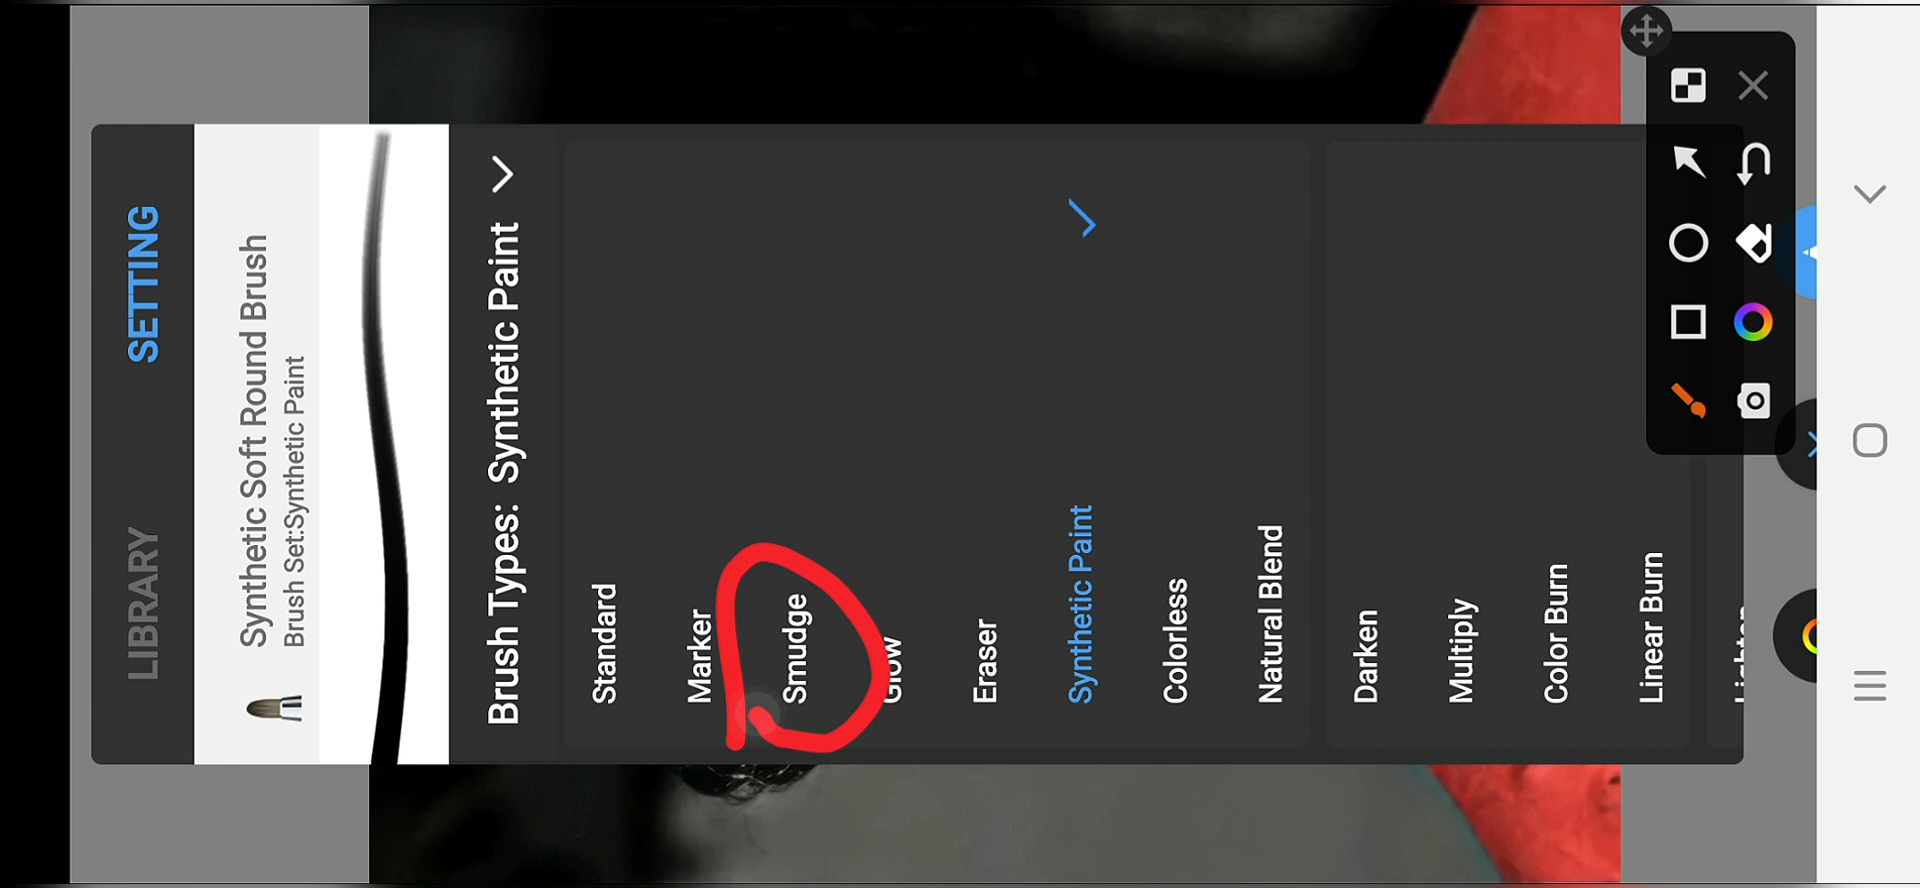 LIBRARY SETTING
Synthetic Soft Round Brush
Brush Set:Synthetic Paint
Brush Types: Synthetic Paint
Standard
Marker
Smudge
Glow
Eraser
Synthetic Paint
Colorless
Natural Blend
Darken
Multiply
Color Burn
Linear Burn